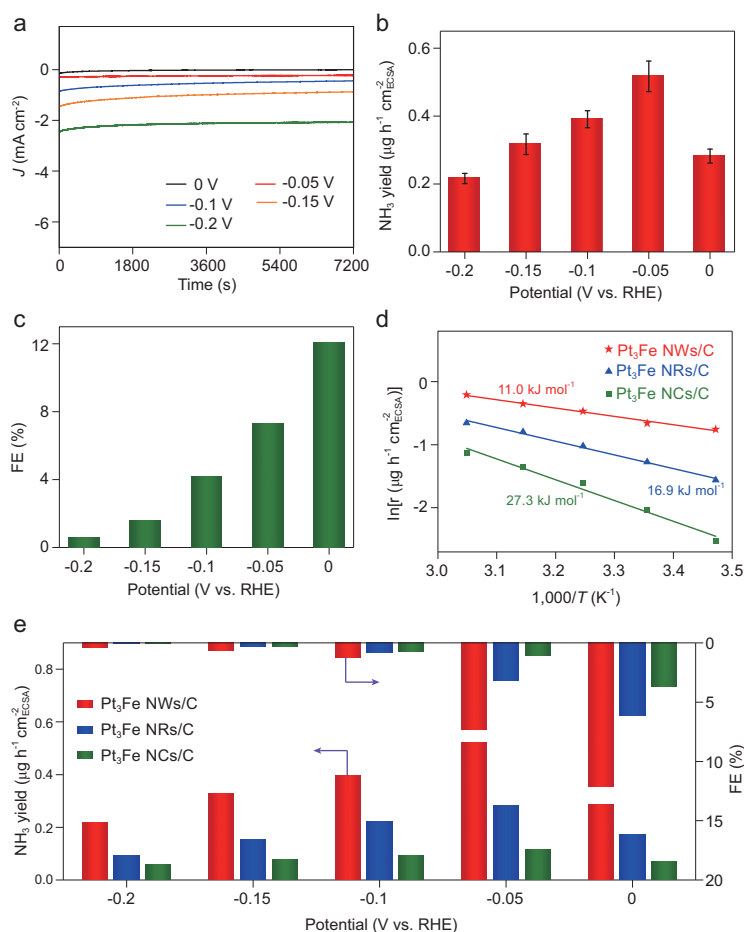 a
J (mA cm⁻²)
0
-2
-4
-6
0 V
-0.05 V
-0.1 V
-0.15 V
-0.2 V
0
1800
3600
5400
7200
Time (s)
b
NH₃ yield (μg h⁻¹ cm⁻²ECSA)
0.6
0.4
0.2
0.0
-0.2
-0.15
-0.1
-0.05
0
Potential (V vs. RHE)
c
FE (%)
12
8
4
0
-0.2
-0.15
-0.1
-0.05
0
Potential (V vs. RHE)
d
ln[r (μg h⁻¹ cm⁻²ECSA)]
0
-1
-2
Pt₃Fe NWs/C
Pt₃Fe NRs/C
Pt₃Fe NCs/C
11.0 kJ mol⁻¹
16.9 kJ mol⁻¹
27.3 kJ mol⁻¹
3.0
3.1
3.2
3.3
3.4
3.5
1,000/T (K⁻¹)
e
NH₃ yield (μg h⁻¹ cm⁻²ECSA)
0.9
0.6
0.4
0.2
0.0
Pt₃Fe NWs/C
Pt₃Fe NRs/C
Pt₃Fe NCs/C
0
5
10
15
20
FE (%)
-0.2
-0.15
-0.1
-0.05
0
Potential (V vs. RHE)